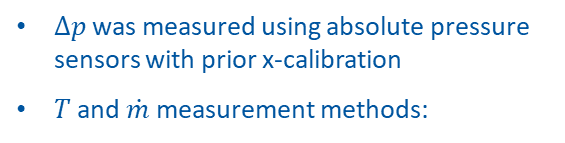 • Δp was measured using absolute pressure
sensors with prior x-calibration
• T and ṁ measurement methods: